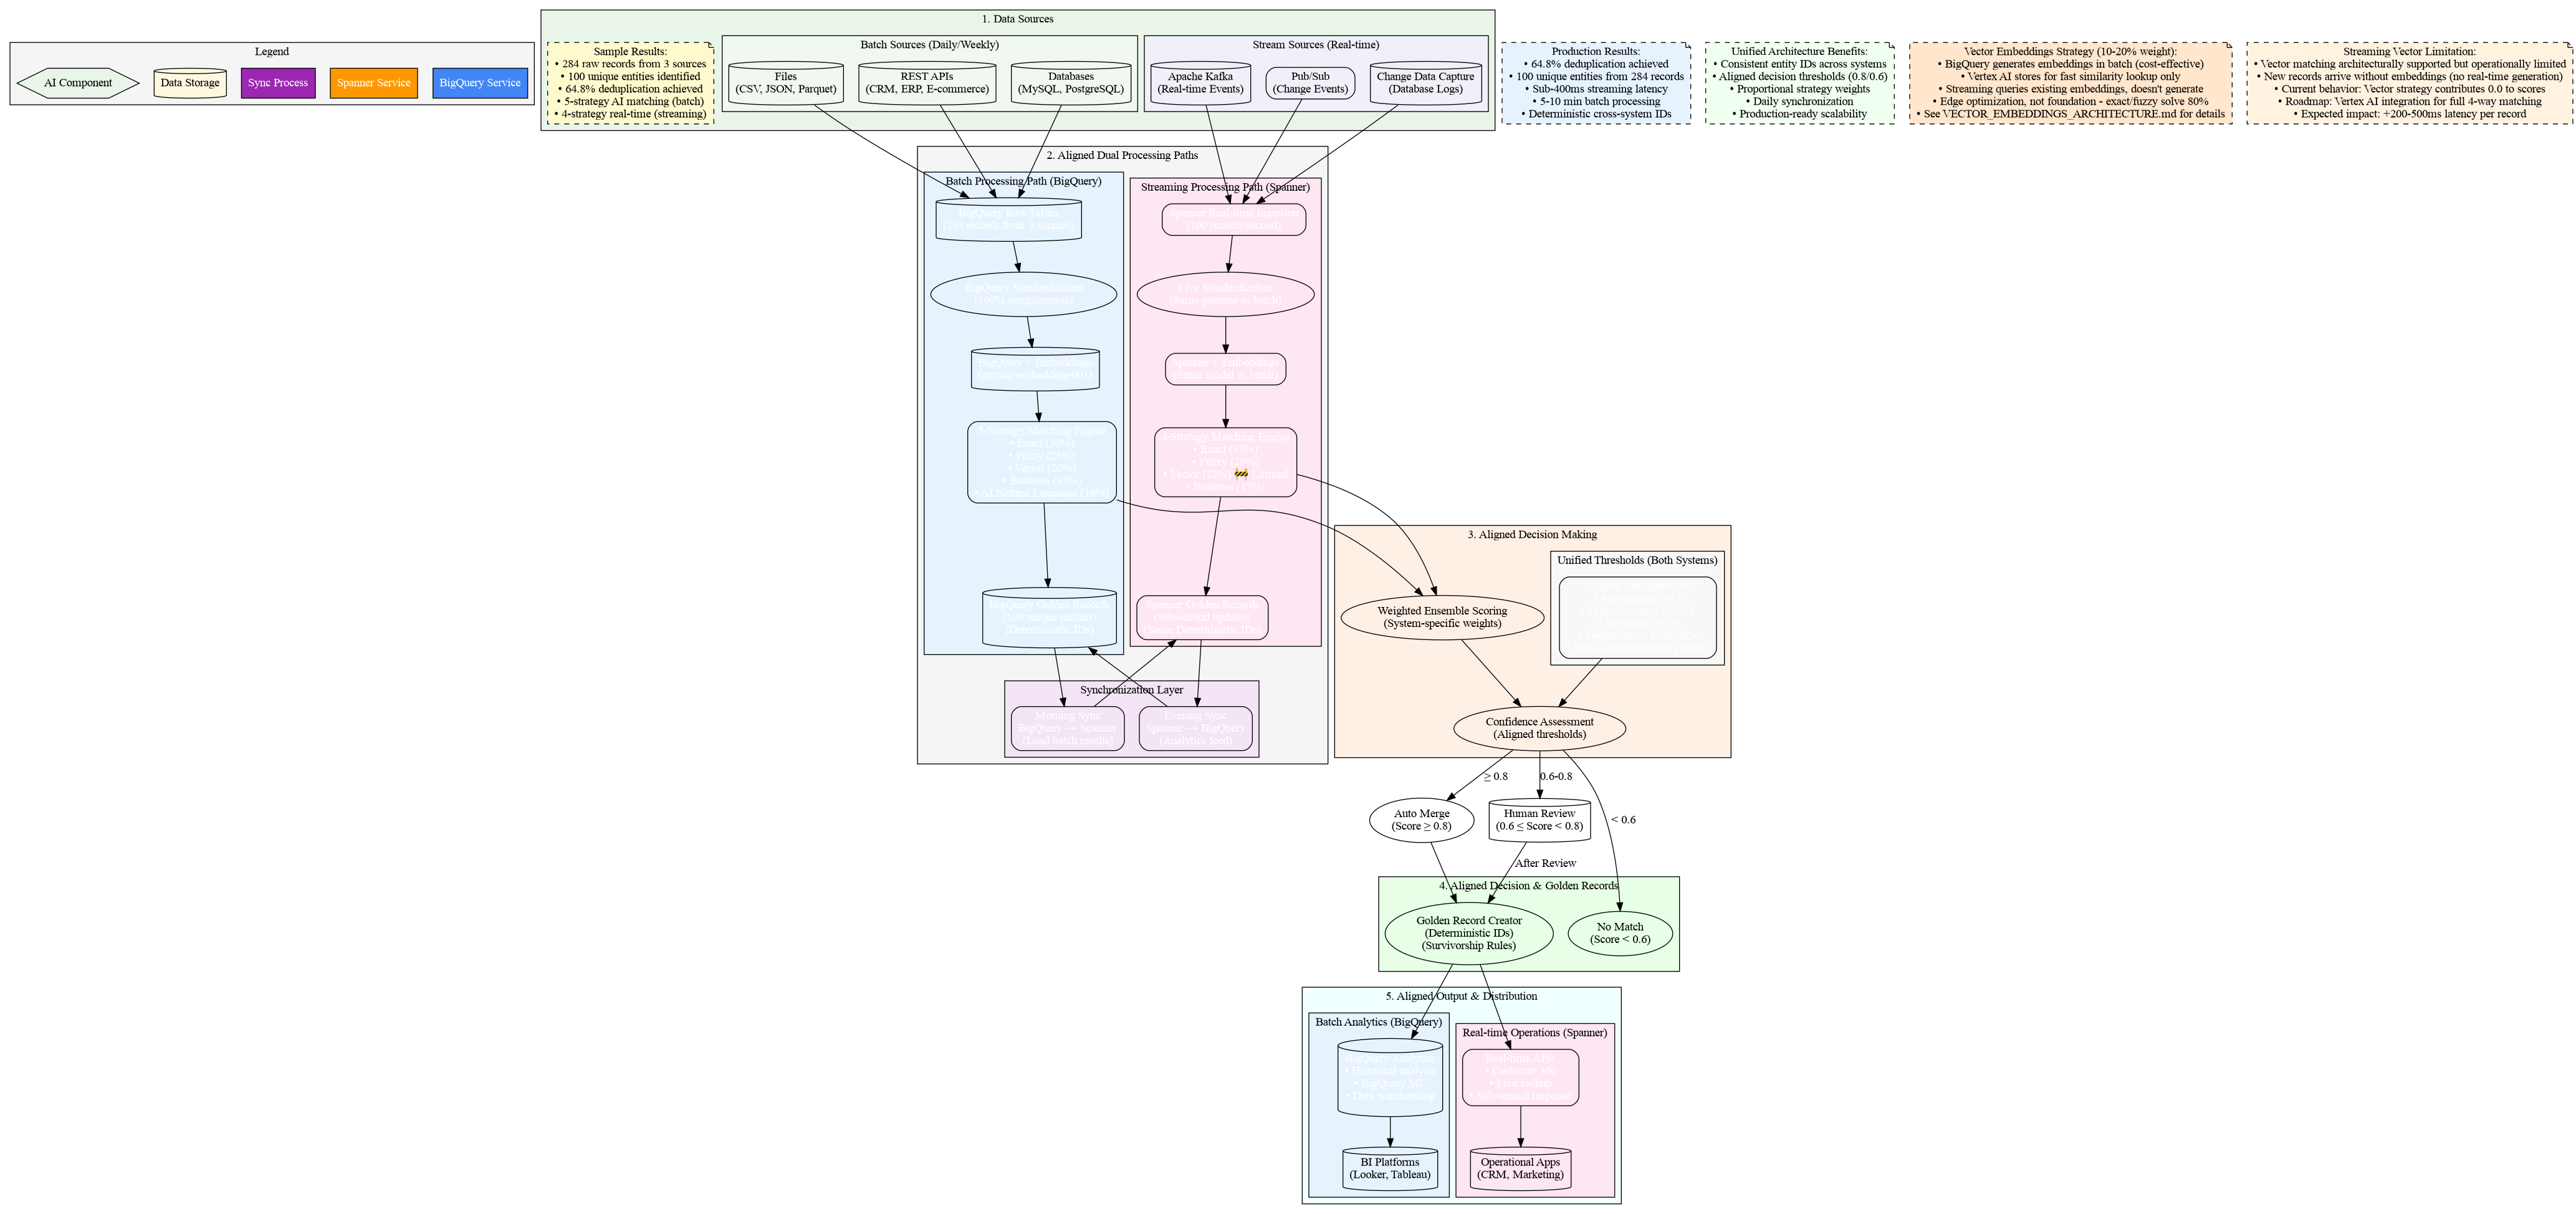 Legend
AI Component
Data Storage
Sync Process
Spanner Service
BigQuery Service
1. Data Sources
Sample Results:
• 284 raw records from 3 sources
• 100 unique entities identified
• 64.8% deduplication achieved
• 5-strategy AI matching (batch)
• 4-strategy real-time (streaming)
Batch Sources (Daily/Weekly)
Files
(CSV, JSON, Parquet)
REST APIs
(CRM, ERP, E-commerce)
Databases
(MySQL, PostgreSQL)
Stream Sources (Real-time)
Apache Kafka
(Real-time Events)
Pub/Sub
(Change Events)
Change Data Capture
(Database Logs)
Production Results:
• 64.8% deduplication achieved
• 100 unique entities from 284 records
• Sub-400ms streaming latency
• 5-10 min batch processing
• Deterministic cross-system IDs
Unified Architecture Benefits:
• Consistent entity IDs across systems
• Aligned decision thresholds (0.8/0.6)
• Proportional strategy weights
• Daily synchronization
• Production-ready scalability
Vector Embeddings Strategy (10-20% weight):
• BigQuery generates embeddings in batch (cost-effective)
• Vertex AI stores for fast similarity lookup only
• Streaming queries existing embeddings, doesn't generate
• Edge optimization, not foundation - exact/fuzzy solve 80%
• See VECTOR_EMBEDDINGS_ARCHITECTURE.md for details
Streaming Vector Limitation:
• Vector matching architecturally supported but operationally limited
• New records arrive without embeddings (no real-time generation)
• Current behavior: Vector strategy contributes 0.0 to scores
• Roadmap: Vertex AI integration for full 4-way matching
• Expected impact: +200-500ms latency per record
2. Aligned Dual Processing Paths
Batch Processing Path (BigQuery)
BigQuery Raw Tables
(284 records from 3 sources)
BigQuery Standardization
(100% completeness)
BigQuery + Embeddings
(gemini-embedding-001)
5-Strategy Matching Engine
• Exact (30%)
• Fuzzy (25%)
• Vector (20%)
• Business (15%)
• AI Natural Language (10%)
BigQuery Golden Records
(100 unique entities)
(Deterministic IDs)
Streaming Processing Path (Spanner)
Spanner Real-time Ingestion
(100 records/second)
Live Standardization
(Same patterns as batch)
Spanner + Embeddings
(Same model as batch)
4-Strategy Matching Engine
• Exact (33%)
• Fuzzy (28%)
• Vector (22%) 🚧 Limited
• Business (17%)
Spanner Golden Records
(Sub-second updates)
(Same Deterministic IDs)
Synchronization Layer
Morning Sync
BigQuery → Spanner
(Load batch results)
Evening Sync
Spanner → BigQuery
(Analytics feed)
3. Aligned Decision Making
Unified Thresholds (Both Systems)
Weighted Ensemble Scoring
(System-specific weights)
Confidence Assessment
(Aligned thresholds)
≥ 0.8
0.6-0.8
< 0.6
Auto Merge
(Score ≥ 0.8)
Human Review
(0.6 ≤ Score < 0.8)
After Review
4. Aligned Decision & Golden Records
Golden Record Creator
(Deterministic IDs)
(Survivorship Rules)
No Match
(Score < 0.6)
5. Aligned Output & Distribution
Batch Analytics (BigQuery)
BigQuery Analytics
• Historical analysis
• BigQuery ML
• Data warehousing
BI Platforms
(Looker, Tableau)
Real-time Operations (Spanner)
Real-time APIs
• Customer 360
• Live lookup
• Sub-second response
Operational Apps
(CRM, Marketing)